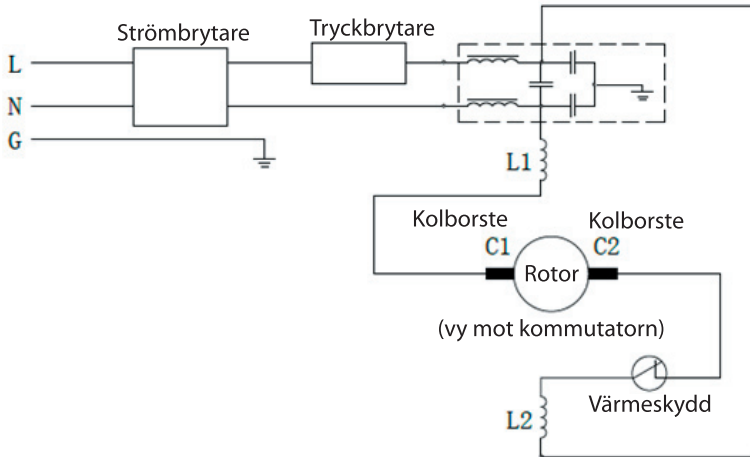 Strömbrytare
Tryckbrytare
L
N
G
L1
Kolborste
Kolborste
C1
C2
Rotor
(vy mot kommutatorn)
Värmeskydd
L2